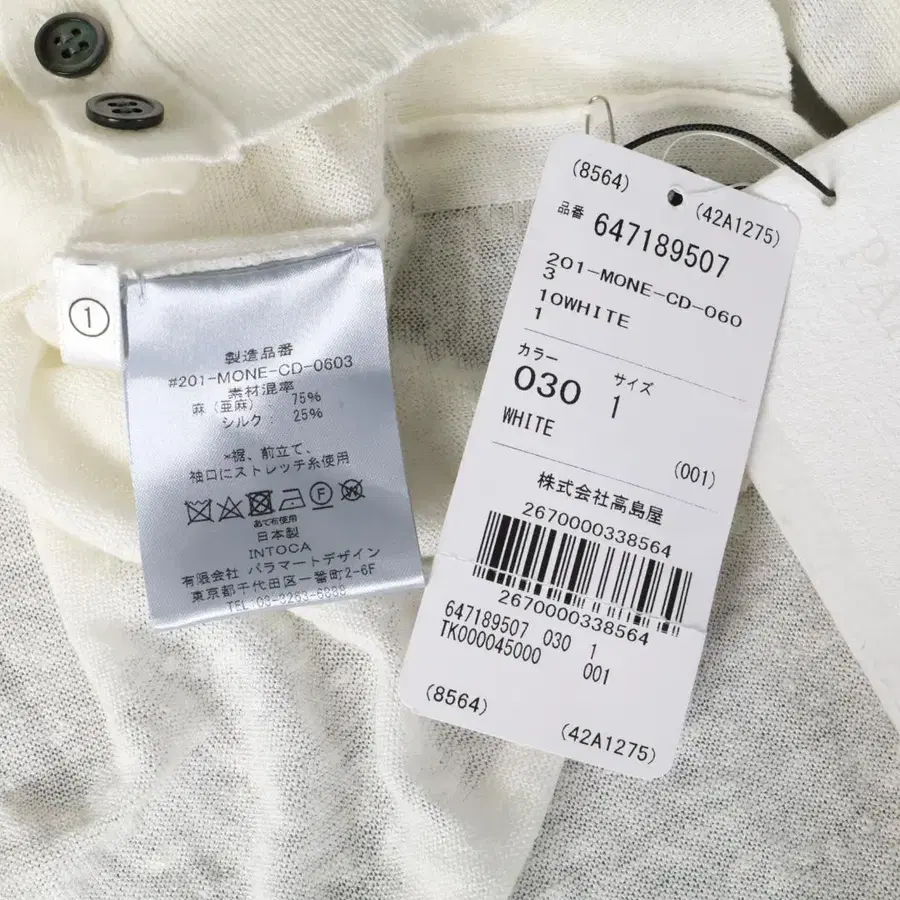 ①
製造品番
#201-MONE-CD-0603
素材混率
麻（亜麻） 75%
シルク： 25%
*裾、前立て、
袖口にストレッチ糸使用
あて布使用
日本製
INTOCA
有限会社 パラマートデザイン
東京都千代田区一番町2-6F
TEL 03-3263-6888
(8564)
(42A1275)
品番 647189507
201-MONE-CD-060
3
10WHITE
1
カラー サイズ
030 1
WHITE
(001)
株式会社高島屋
2670000338564
2670000338564
647189507 030 1
TK000045000 001
(8564)
(42A1275)